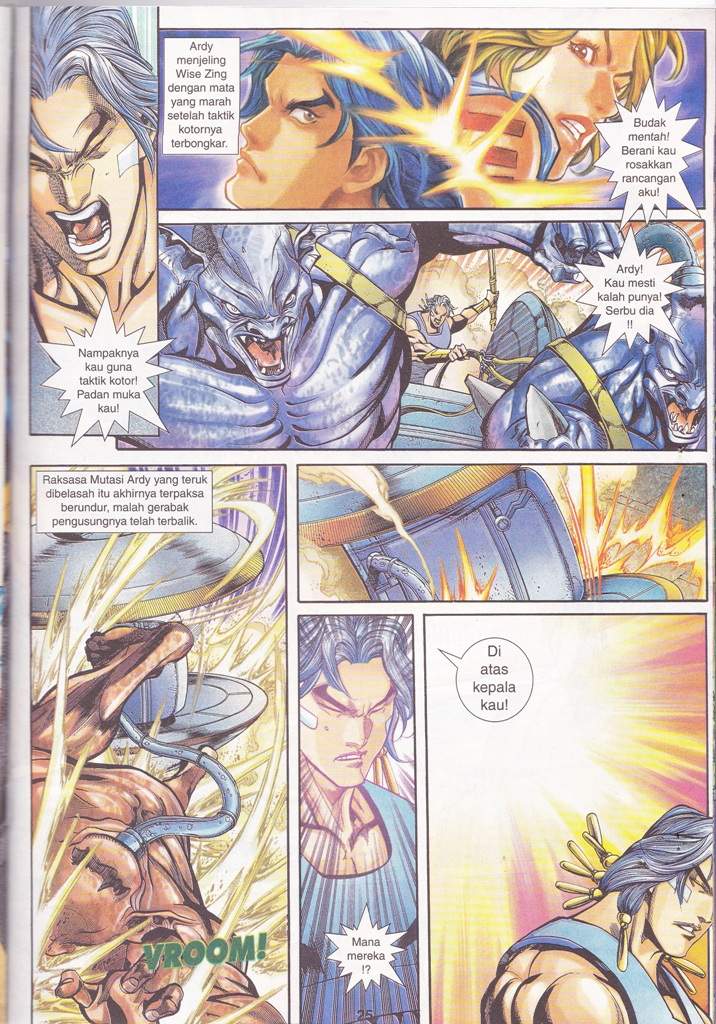 Ardy
menjeling
Wise Zing
dengan mata
yang marah
setelah taktik
kotornya
terbongkar.
Budak
mentah!
Berani kau
rosakkan
rancangan
aku!
Nampaknya
kau guna
taktik kotor!
Padan muka
kau!
Ardy!
Kau mesti
kalah punya!
Serbu dia
!!
Raksasa Mutasi Ardy yang teruk
dibelasah itu akhirnya terpaksa
berundur, malah gerabak
pengusungnya telah terbalik.
VROOM!
Mana
mereka
!?
Di
atas
kepala
kau!
25